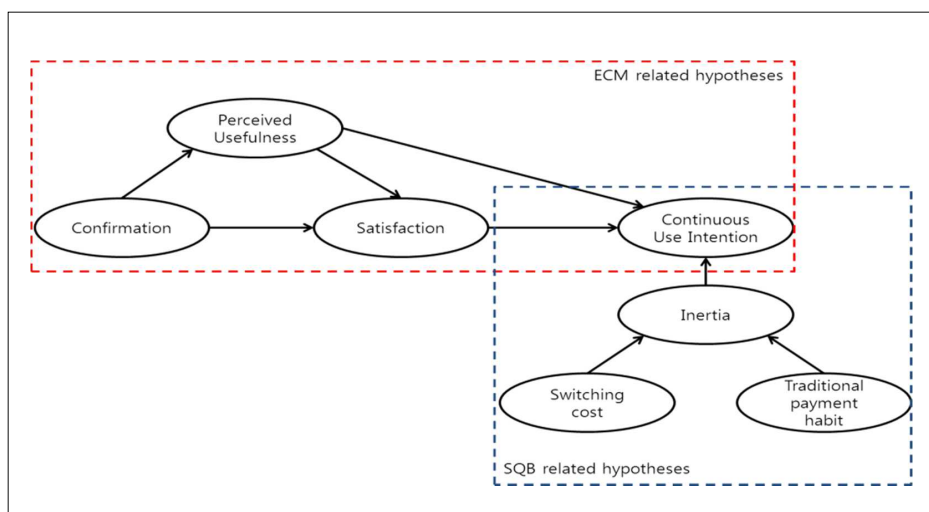 ECM related hypotheses
Perceived
Usefulness
Confirmation
Satisfaction
Continuous
Use Intention
Inertia
Switching
cost
Traditional
payment
habit
SQB related hypotheses